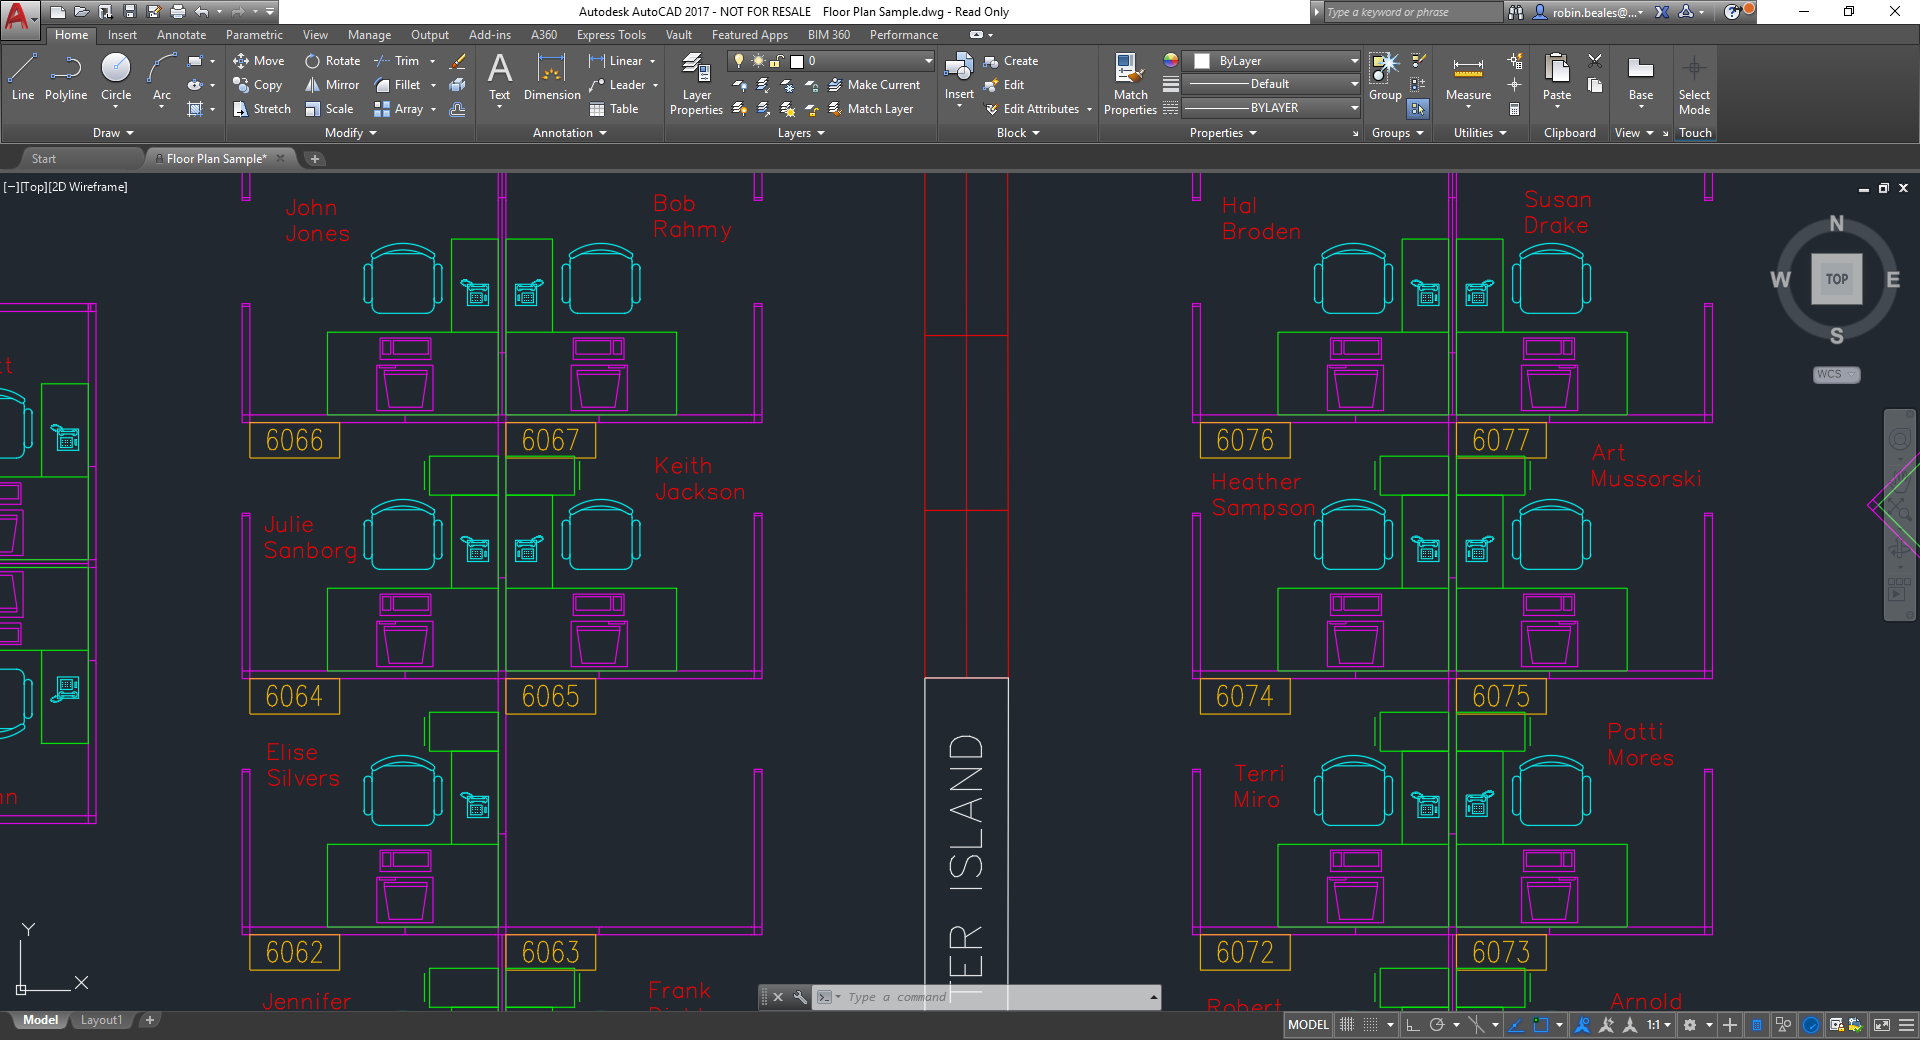 Autodesk AutoCAD 2017 - NOT FOR RESALE Floor Plan Sample.dwg - Read Only
Type a keyword or phrase
robin.beales@...
Home Insert Annotate Parametric View Manage Output Add-ins A360 Express Tools Vault Featured Apps BIM 360 Performance
Line Polyline Circle Arc
Move Rotate Trim
Copy Mirror Fillet
Stretch Scale Array
Text Dimension
Linear
Leader
Table
Layer Properties
0
Make Current
Match Layer
Insert
Create
Edit
Edit Attributes
Match Properties
ByLayer
Default
BYLAYER
Group
Measure
Paste
Base
Select Mode
Draw Modify Annotation Layers Block Properties Groups Utilities Clipboard View Touch
Start Floor Plan Sample*
[−][Top][2D Wireframe]
John
Jones
Bob
Rahmy
Hal
Broden
Susan
Drake
N
W TOP E
S
WCS
6066 6067 6076 6077
Julie
Sanborg
Keith
Jackson
Heather
Sampson
Art
Mussorski
6064 6065 6074 6075
Elise
Silvers
TER ISLAND
Terri
Miro
Patti
Mores
6062 6063 6072 6073
Jennifer
Frank
Robert
Arnold
Y
X
Type a command
Model Layout1
MODEL 1:1